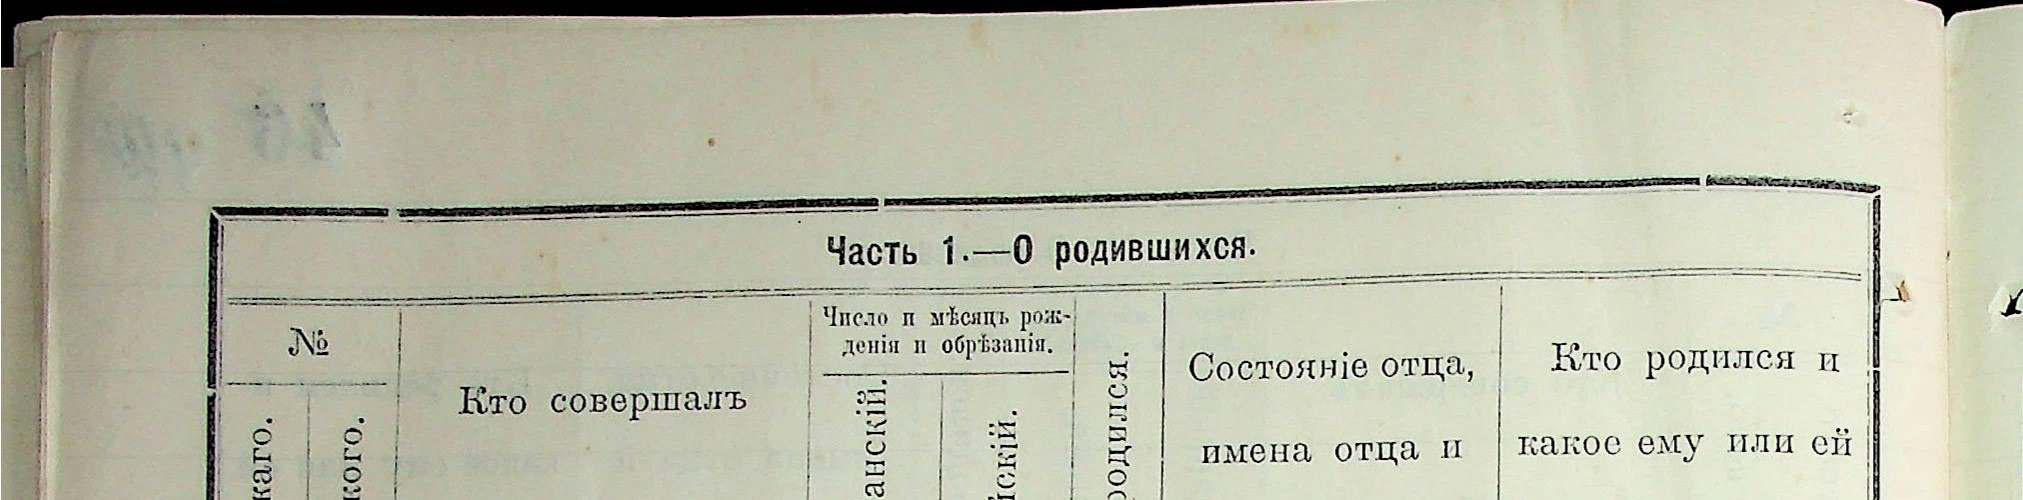 Часть 1.—О родившихся.
№
каго.
кого.
Кто совершалъ
Число и мѣсяцъ рож-
денія и обрѣзанія.
анскій.
йскій.
родился.
Состояніе отца,
имена отца и
Кто родился и
какое ему или ей